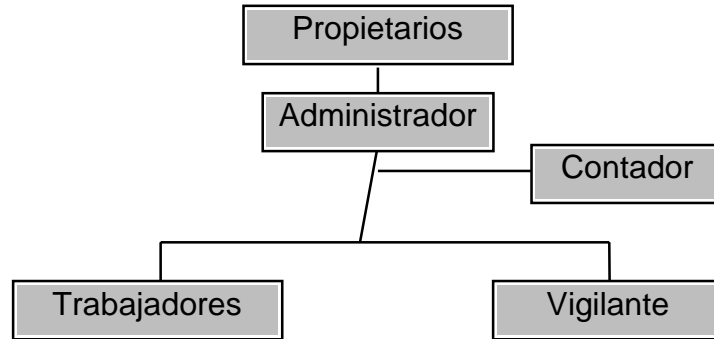 Propietarios
Administrador
Contador
Trabajadores
Vigilante